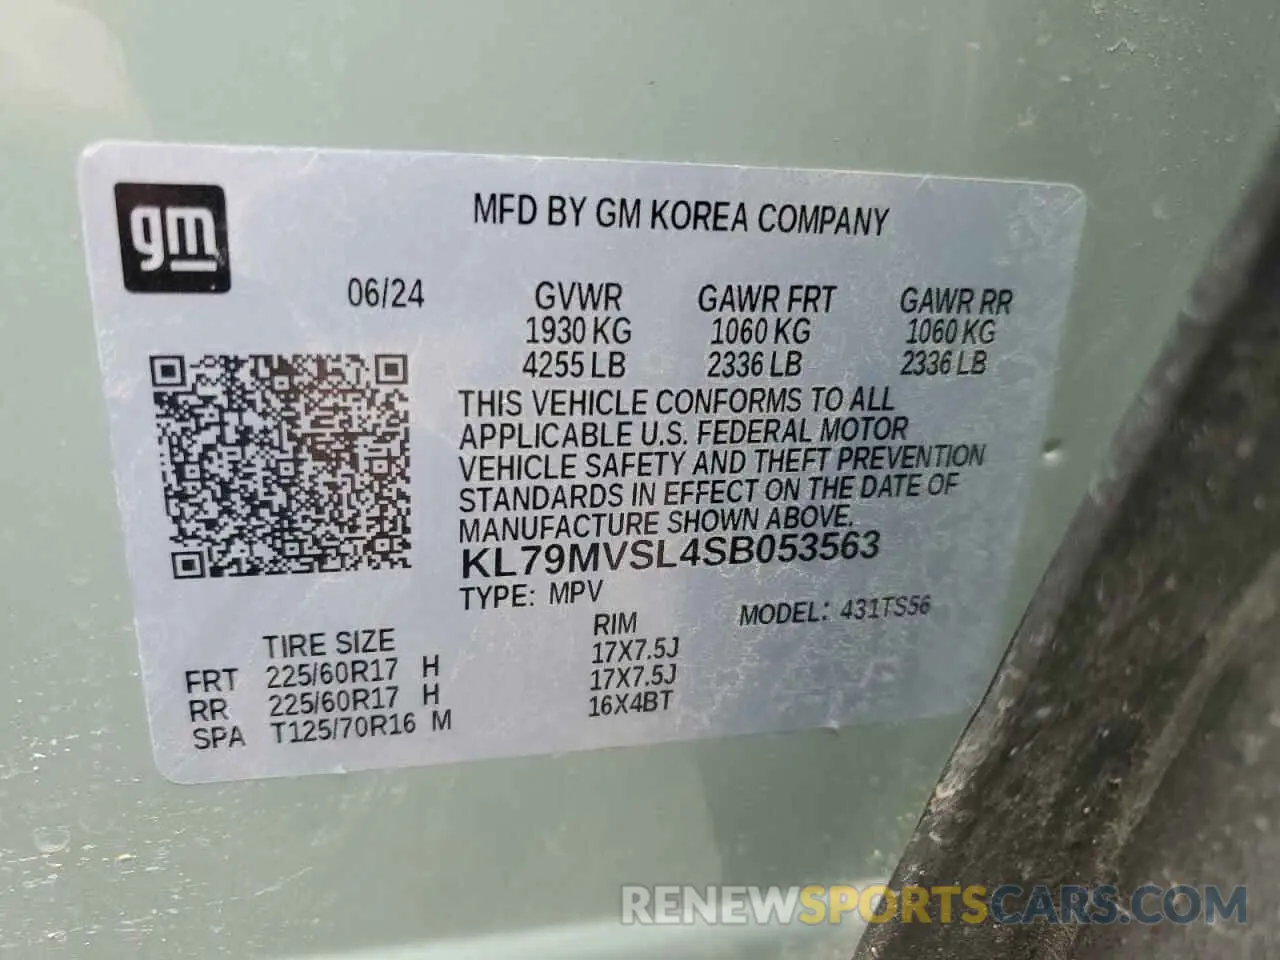 gm
MFD BY GM KOREA COMPANY
06/24 GVWR GAWR FRT GAWR RR
1930 KG 1060 KG 1060 KG
4255 LB 2336 LB 2336 LB
THIS VEHICLE CONFORMS TO ALL
APPLICABLE U.S. FEDERAL MOTOR
VEHICLE SAFETY AND THEFT PREVENTION
STANDARDS IN EFFECT ON THE DATE OF
MANUFACTURE SHOWN ABOVE.
KL79MVSL4SB053563
TYPE: MPV
MODEL: 431TS56
TIRE SIZE RIM
FRT 225/60R17 H 17X7.5J
RR 225/60R17 H 17X7.5J
SPA T125/70R16 M 16X4BT
RENEWSPORTSCARS.COM